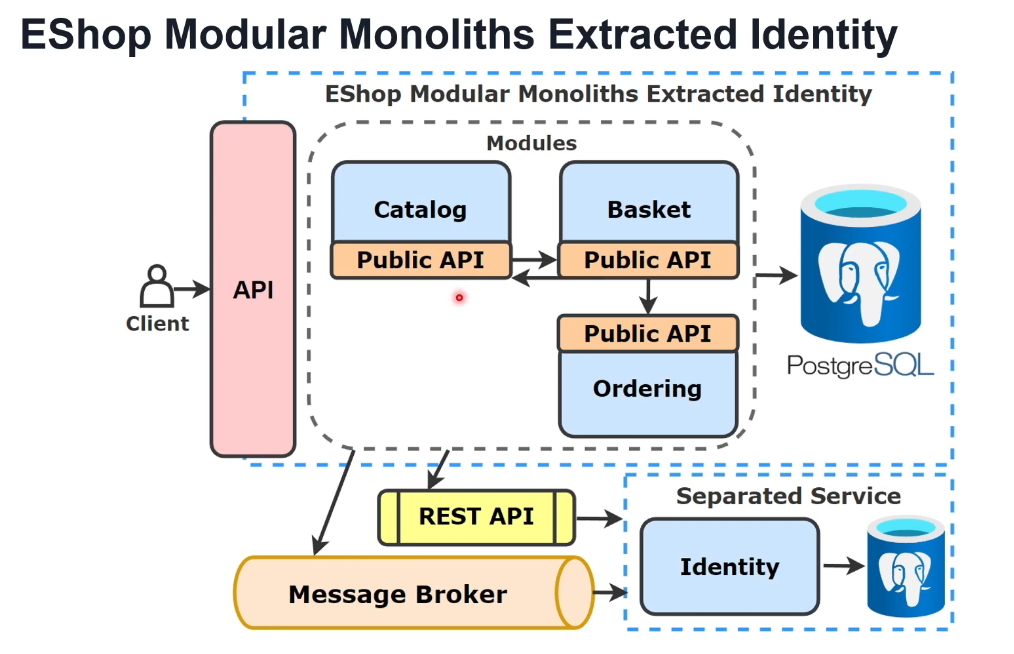 EShop Modular Monoliths Extracted Identity
EShop Modular Monoliths Extracted Identity
Modules
Catalog
Basket
Public API
Public API
API
Client
Public API
Ordering
PostgreSQL
Separated Service
REST API
Identity
Message Broker